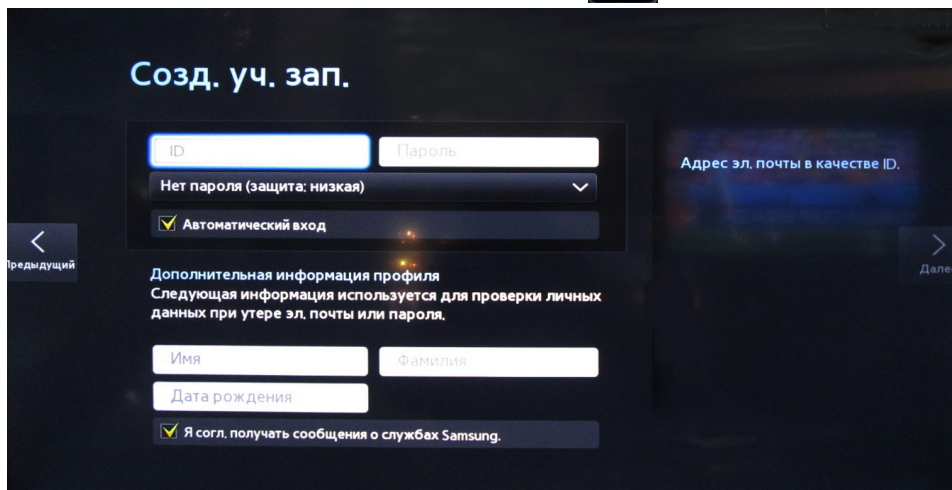 Созд. уч. зап.
ID
Пароль
Адрес эл. почты в качестве ID.
Нет пароля (защита: низкая)
Автоматический вход
Предыдущий
Дополнительная информация профиля
Следующая информация используется для проверки личных
данных при утере эл. почты или пароля.
Имя
Фамилия
Дата рождения
Я согл. получать сообщения о службах Samsung.